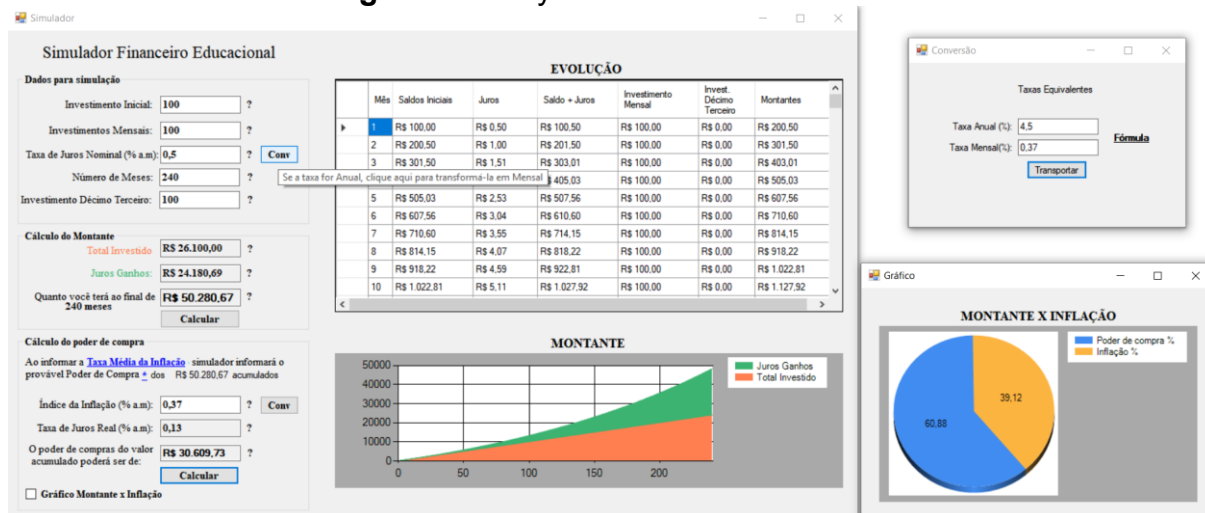 Simulador
Simulador Financeiro Educacional
Dados para simulação
Investimento Inicial: 100 ?
Investimentos Mensais: 100 ?
Taxa de Juros Nominal (% a.m): 0,5 ? Conv
Se a taxa for Anual, clique aqui para transformá-la em Mensal
Número de Meses: 240 ?
Investimento Décimo Terceiro: 100 ?
Cálculo do Montante
Total Investido R$ 26.100,00 ?
Juros Ganhos: R$ 24.180,69 ?
Quanto você terá ao final de R$ 50.280,67 ?
240 meses
Calcular
Cálculo do poder de compra
Ao informar a Taxa Média da Inflação simulador informará o
provável Poder de Compra * dos R$ 50.280,67 acumulados
Índice da Inflação (% a.m): 0,37 ? Conv
Taxa de Juros Real (% a.m): 0,13 ?
O poder de compras do valor R$ 30.609,73 ?
acumulado poderá ser de:
Calcular
Gráfico Montante x Inflação
EVOLUÇÃO
Mês Saldos Iniciais Juros Saldo + Juros Investimento Mensal Invest. Décimo Terceiro Montantes
1 R$ 100,00 R$ 0,50 R$ 100,50 R$ 100,00 R$ 0,00 R$ 200,50
2 R$ 200,50 R$ 1,00 R$ 201,50 R$ 100,00 R$ 0,00 R$ 301,50
3 R$ 301,50 R$ 1,51 R$ 303,01 R$ 100,00 R$ 0,00 R$ 403,01
405,03 R$ 100,00 R$ 0,00 R$ 505,03
5 R$ 505,03 R$ 2,53 R$ 507,56 R$ 100,00 R$ 0,00 R$ 607,56
6 R$ 607,56 R$ 3,04 R$ 610,60 R$ 100,00 R$ 0,00 R$ 710,60
7 R$ 710,60 R$ 3,55 R$ 714,15 R$ 100,00 R$ 0,00 R$ 814,15
8 R$ 814,15 R$ 4,07 R$ 818,22 R$ 100,00 R$ 0,00 R$ 918,22
9 R$ 918,22 R$ 4,59 R$ 922,81 R$ 100,00 R$ 0,00 R$ 1.022,81
10 R$ 1.022,81 R$ 5,11 R$ 1.027,92 R$ 100,00 R$ 0,00 R$ 1.127,92
MONTANTE
50000
40000
30000
20000
10000
0
0 50 100 150 200
Juros Ganhos
Total Investido
Conversão
Taxas Equivalentes
Taxa Anual (%): 4,5
Taxa Mensal(%): 0,37
Fórmula
Transportar
Gráfico
MONTANTE X INFLAÇÃO
Poder de compra %
Inflação %
39,12
60,88